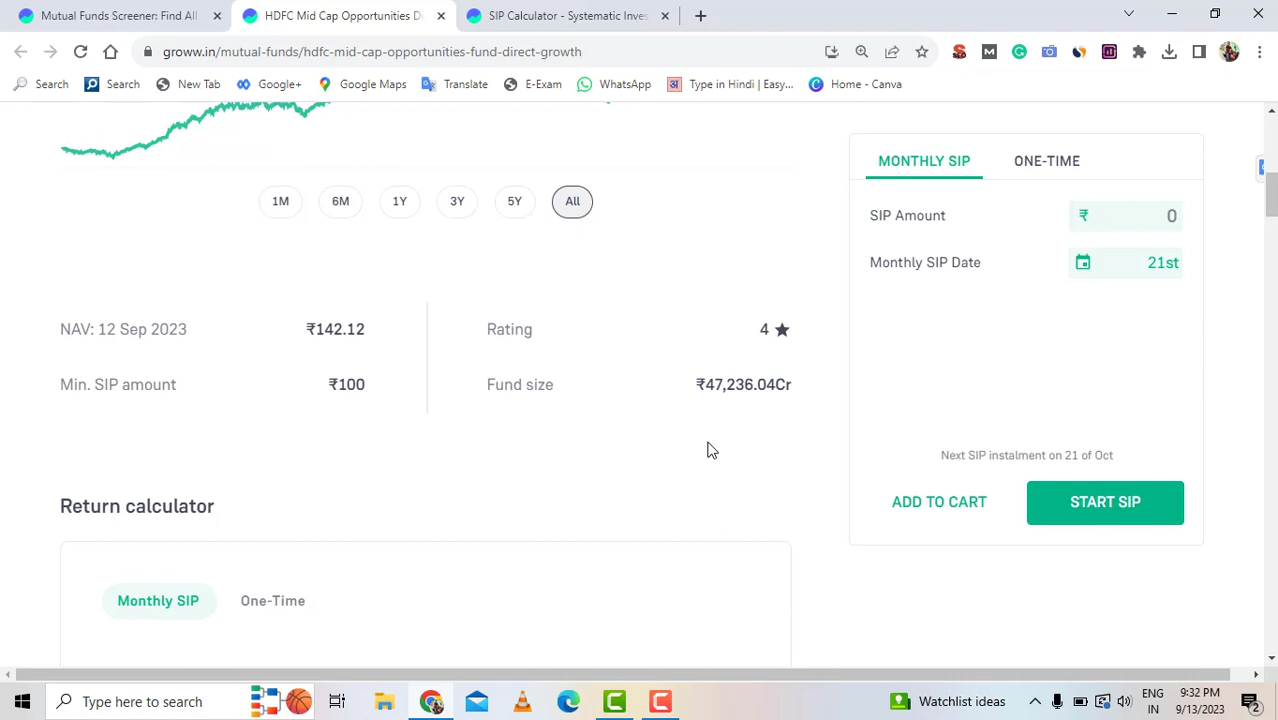 Mutual Funds Screener: Find All
HDFC Mid Cap Opportunities D
SIP Calculator - Systematic Inves
groww.in/mutual-funds/hdfc-mid-cap-opportunities-fund-direct-growth
Search
Search
New Tab
Google+
Google Maps
Translate
E-Exam
WhatsApp
Type in Hindi | Easy...
Home - Canva
1M
6M
1Y
3Y
5Y
All
NAV: 12 Sep 2023
₹142.12
Rating
4 ★
Min. SIP amount
₹100
Fund size
₹47,236.04Cr
Return calculator
Monthly SIP
One-Time
MONTHLY SIP
ONE-TIME
SIP Amount
₹ 0
Monthly SIP Date
21st
Next SIP instalment on 21 of Oct
ADD TO CART
START SIP
Type here to search
Watchlist ideas
ENG
IN
9:32 PM
9/13/2023
2